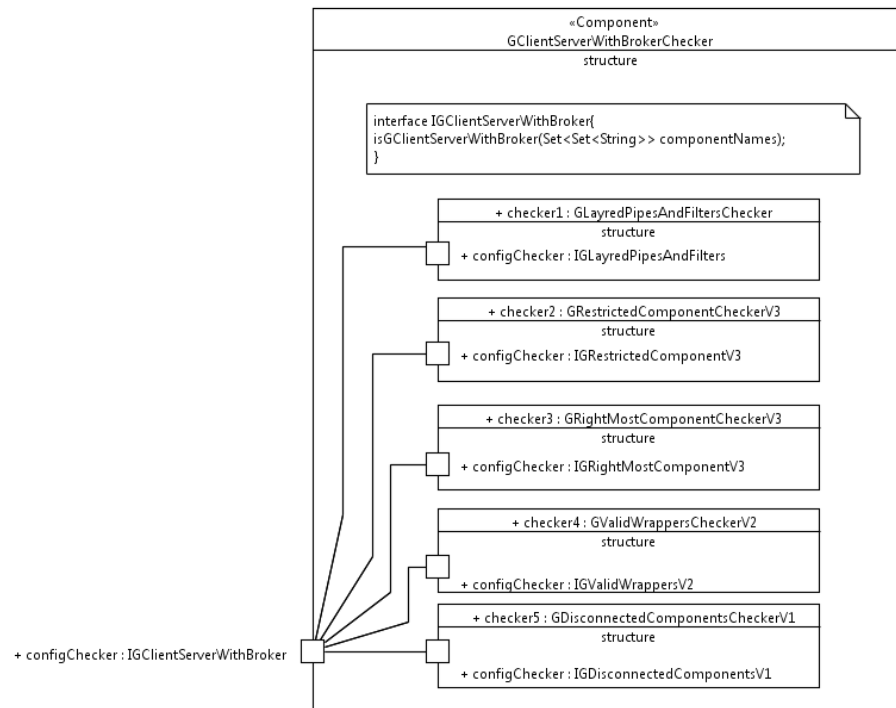 «Component»
GClientServerWithBrokerChecker
structure
interface IGClientServerWithBroker{
isGClientServerWithBroker(Set<Set<String>> componentNames);
}
+ checker1 : GLayredPipesAndFiltersChecker
structure
+ configChecker : IGLayredPipesAndFilters
+ checker2 : GRestrictedComponentCheckerV3
structure
+ configChecker : IGRestrictedComponentV3
+ checker3 : GRightMostComponentCheckerV3
structure
+ configChecker : IGRightMostComponentV3
+ checker4 : GValidWrappersCheckerV2
structure
+ configChecker : IGValidWrappersV2
+ checker5 : GDisconnectedComponentsCheckerV1
structure
+ configChecker : IGClientServerWithBroker
+ configChecker : IGDisconnectedComponentsV1